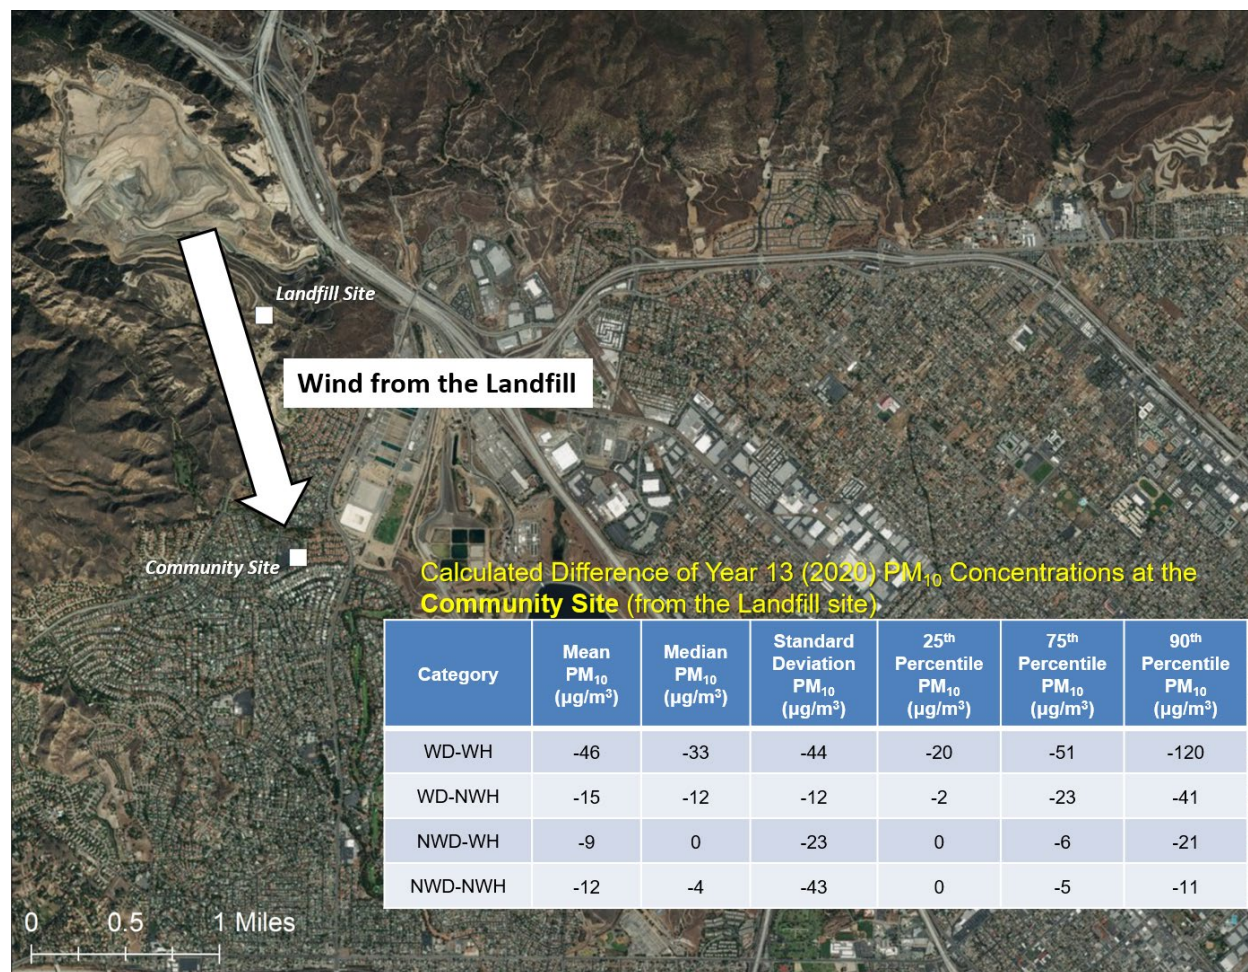 Landfill Site
Wind from the Landfill
Community Site
Calculated Difference of Year 13 (2020) PM₁₀ Concentrations at the
Community Site (from the Landfill site)
Category Mean PM₁₀ (µg/m³) Median PM₁₀ (µg/m³) Standard Deviation PM₁₀ (µg/m³) 25th Percentile PM₁₀ (µg/m³) 75th Percentile PM₁₀ (µg/m³) 90th Percentile PM₁₀ (µg/m³)
WD-WH -46 -33 -44 -20 -51 -120
WD-NWH -15 -12 -12 -2 -23 -41
NWD-WH -9 0 -23 0 -6 -21
NWD-NWH -12 -4 -43 0 -5 -11
0 0.5 1 Miles